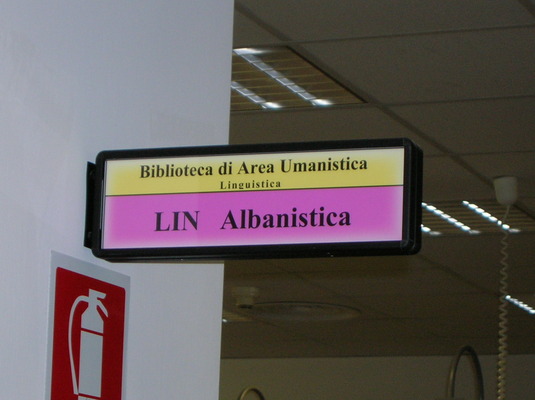 Biblioteca di Area Umanistica
Linguistica
LIN Albanistica